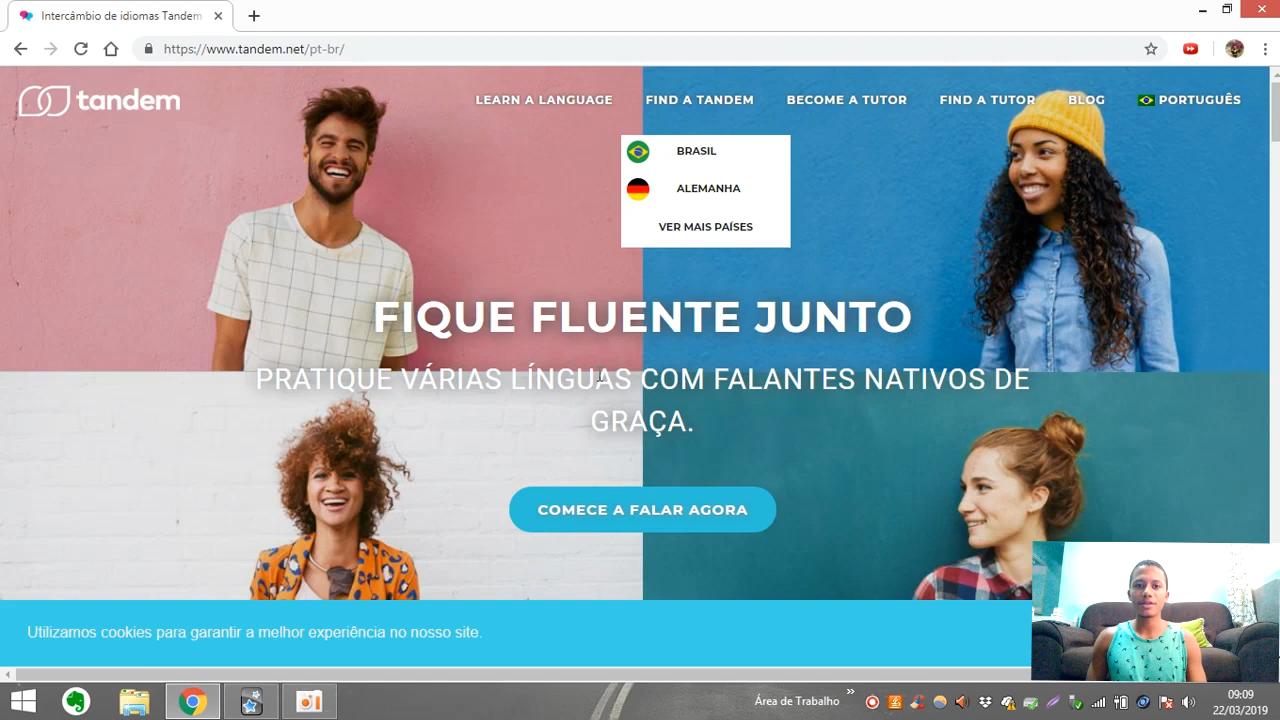 Intercâmbio de idiomas Tandem
https://www.tandem.net/pt-br/
tandem
LEARN A LANGUAGE FIND A TANDEM BECOME A TUTOR FIND A TUTOR BLOG PORTUGUÊS
BRASIL
ALEMANHA
VER MAIS PAÍSES
FIQUE FLUENTE JUNTO
PRATIQUE VÁRIAS LÍNGUAS COM FALANTES NATIVOS DE
GRAÇA.
COMECE A FALAR AGORA
Utilizamos cookies para garantir a melhor experiência no nosso site.
Área de Trabalho
09:09
22/03/2019